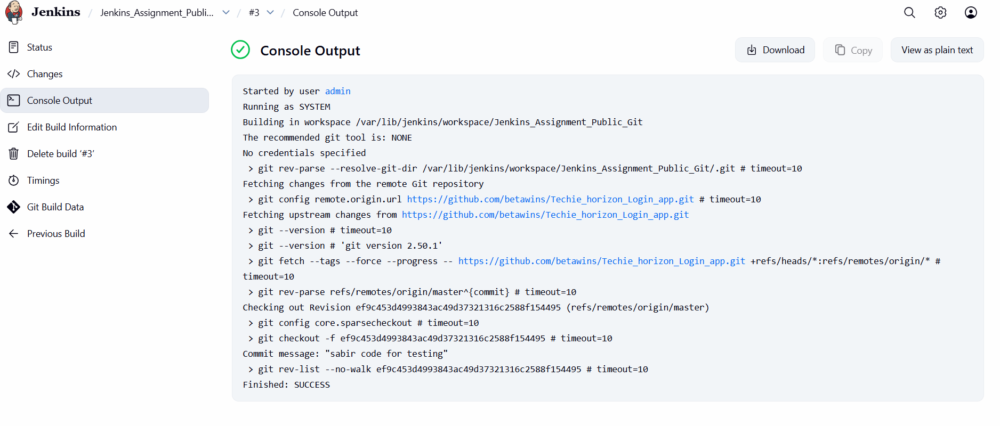 Jenkins / Jenkins_Assignment_Publi... / #3 / Console Output
Status
Changes
Console Output
Edit Build Information
Delete build ‘#3’
Timings
Git Build Data
Previous Build
Console Output
Download
Copy
View as plain text
Started by user admin
Running as SYSTEM
Building in workspace /var/lib/jenkins/workspace/Jenkins_Assignment_Public_Git
The recommended git tool is: NONE
No credentials specified
> git rev-parse --resolve-git-dir /var/lib/jenkins/workspace/Jenkins_Assignment_Public_Git/.git # timeout=10
Fetching changes from the remote Git repository
> git config remote.origin.url https://github.com/betawins/Techie_horizon_Login_app.git # timeout=10
Fetching upstream changes from https://github.com/betawins/Techie_horizon_Login_app.git
> git --version # timeout=10
> git --version # 'git version 2.50.1'
> git fetch --tags --force --progress -- https://github.com/betawins/Techie_horizon_Login_app.git +refs/heads/*:refs/remotes/origin/* #
timeout=10
> git rev-parse refs/remotes/origin/master^{commit} # timeout=10
Checking out Revision ef9c453d4993843ac49d37321316c2588f154495 (refs/remotes/origin/master)
> git config core.sparsecheckout # timeout=10
> git checkout -f ef9c453d4993843ac49d37321316c2588f154495 # timeout=10
Commit message: "sabir code for testing"
> git rev-list --no-walk ef9c453d4993843ac49d37321316c2588f154495 # timeout=10
Finished: SUCCESS